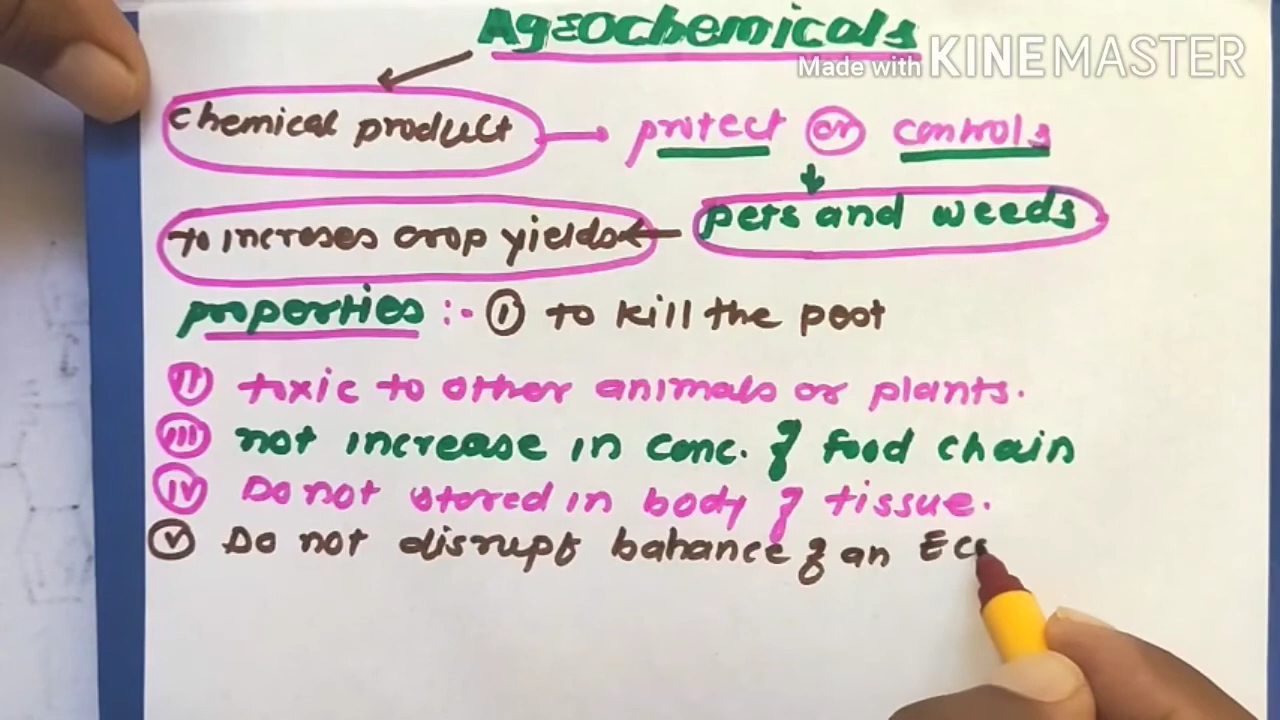 Agrochemicals
Made with KINEMASTER
chemical product protect or controls
to increses crop yields pets and weeds
properties :- (i) to kill the peot
(ii) toxic to other animals or plants.
(iii) not increase in conc. of food chain
(iv) Do not stored in body of tissue.
(v) Do not disrupt bahance of an Eco